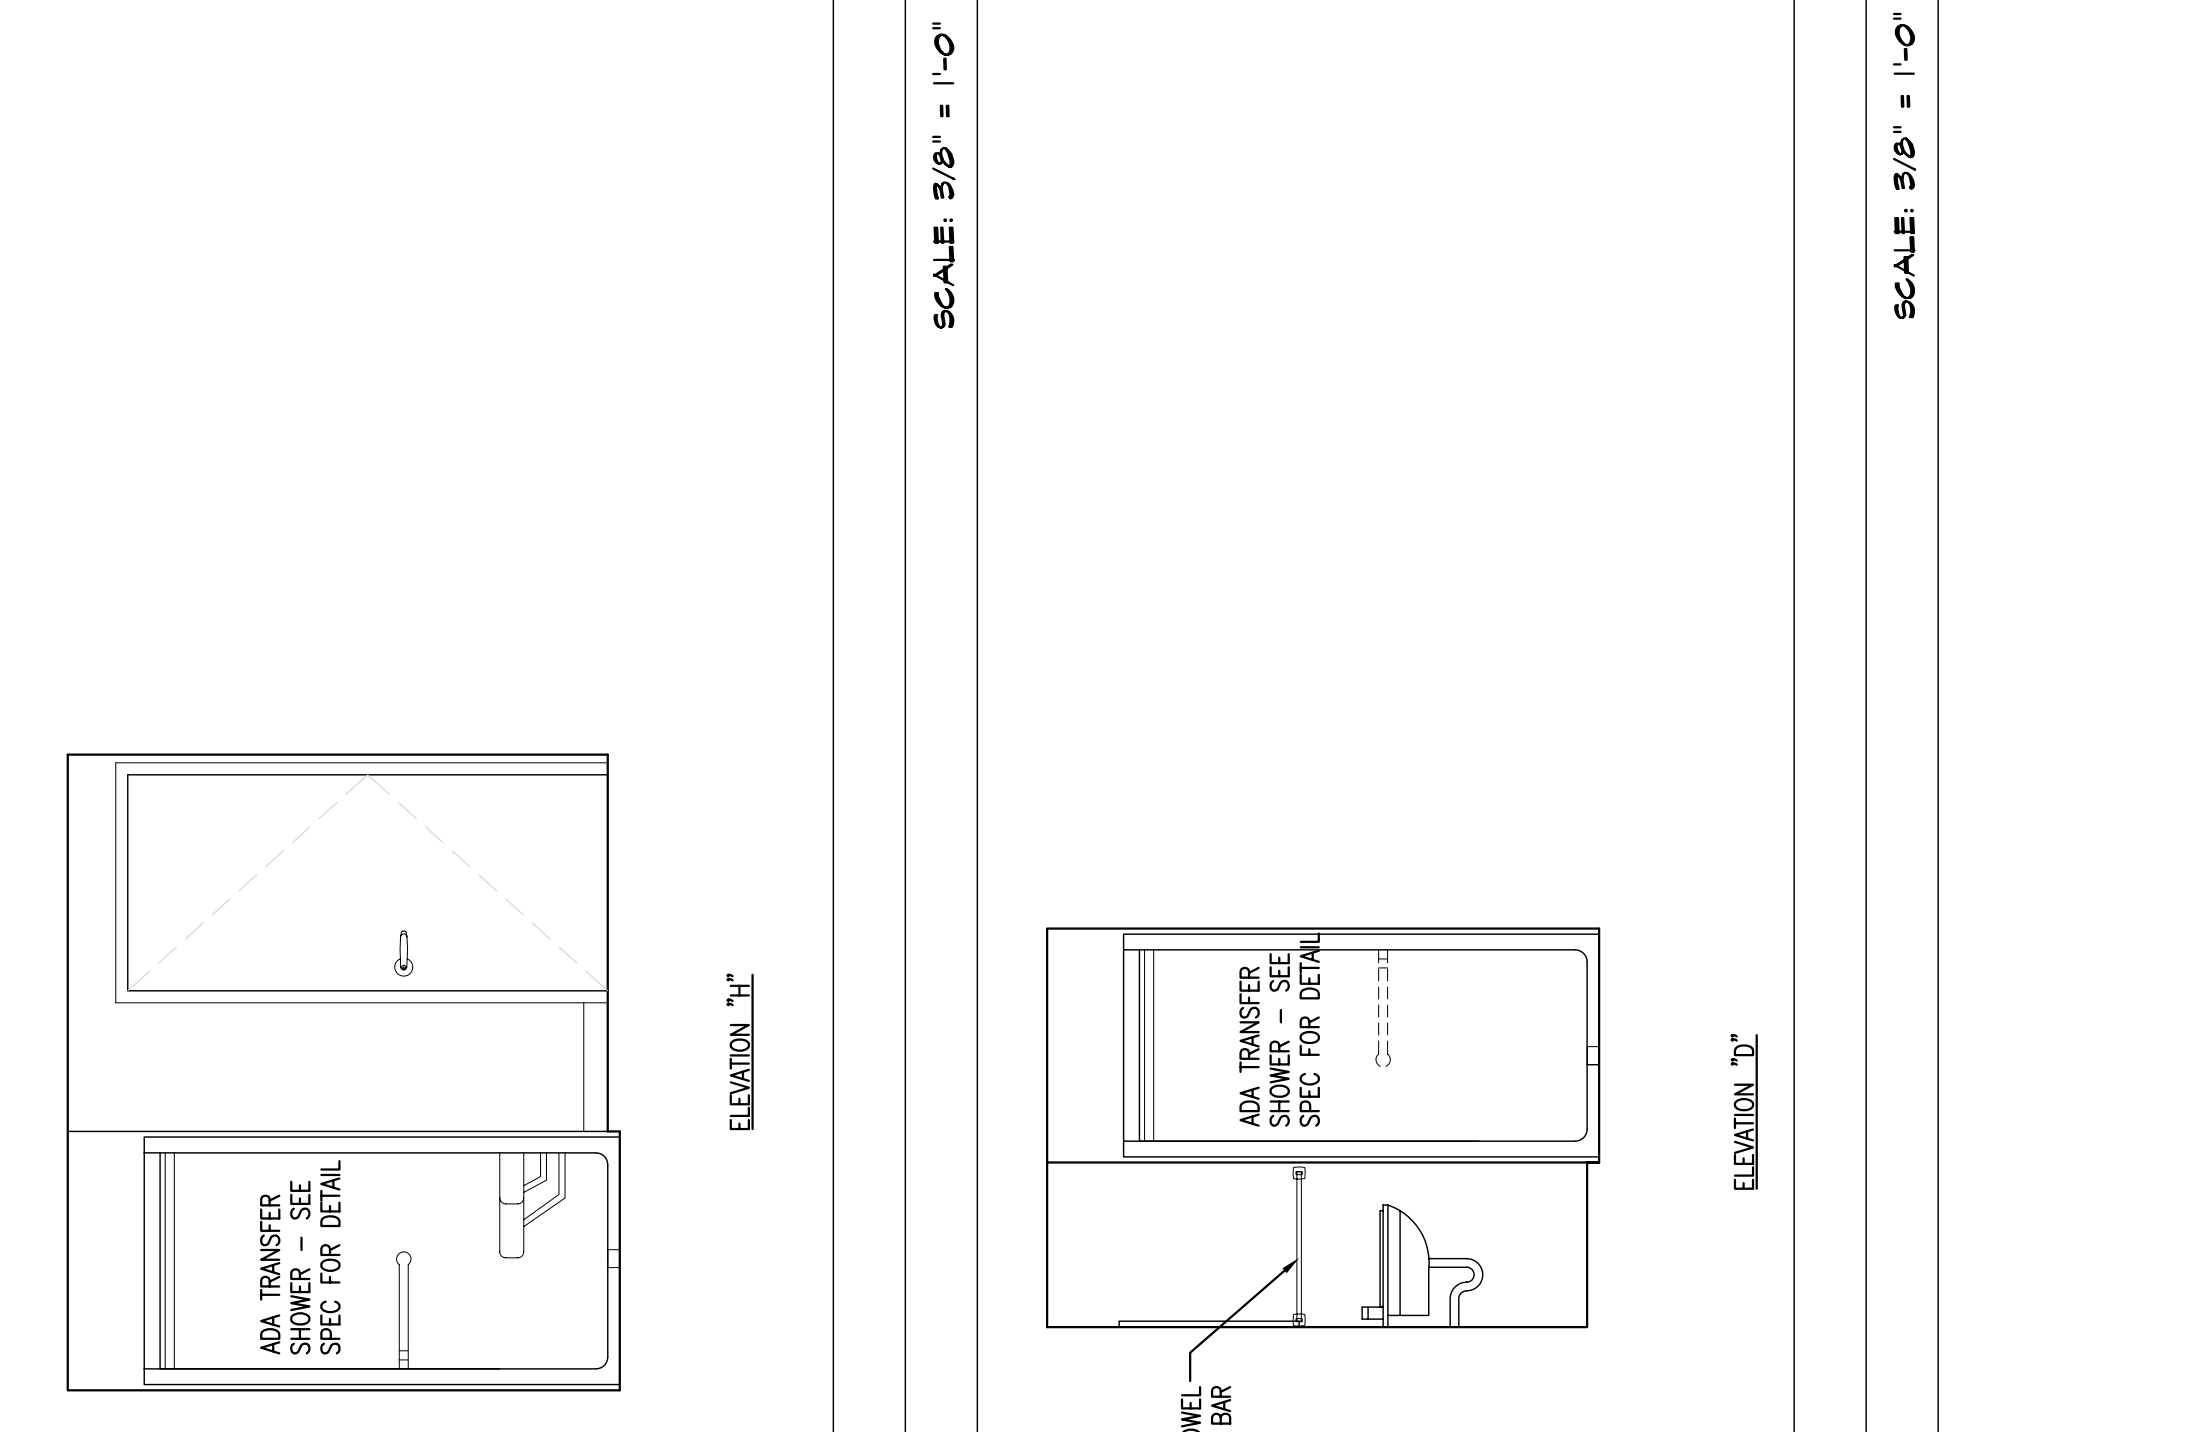 SCALE: 3/8" = 1'-0"
ADA TRANSFER
SHOWER - SEE
SPEC FOR DETAIL
ELEVATION "H"
SCALE: 3/8" = 1'-0"
ADA TRANSFER
SHOWER - SEE
SPEC FOR DETAIL
BAR
ELEVATION "D"